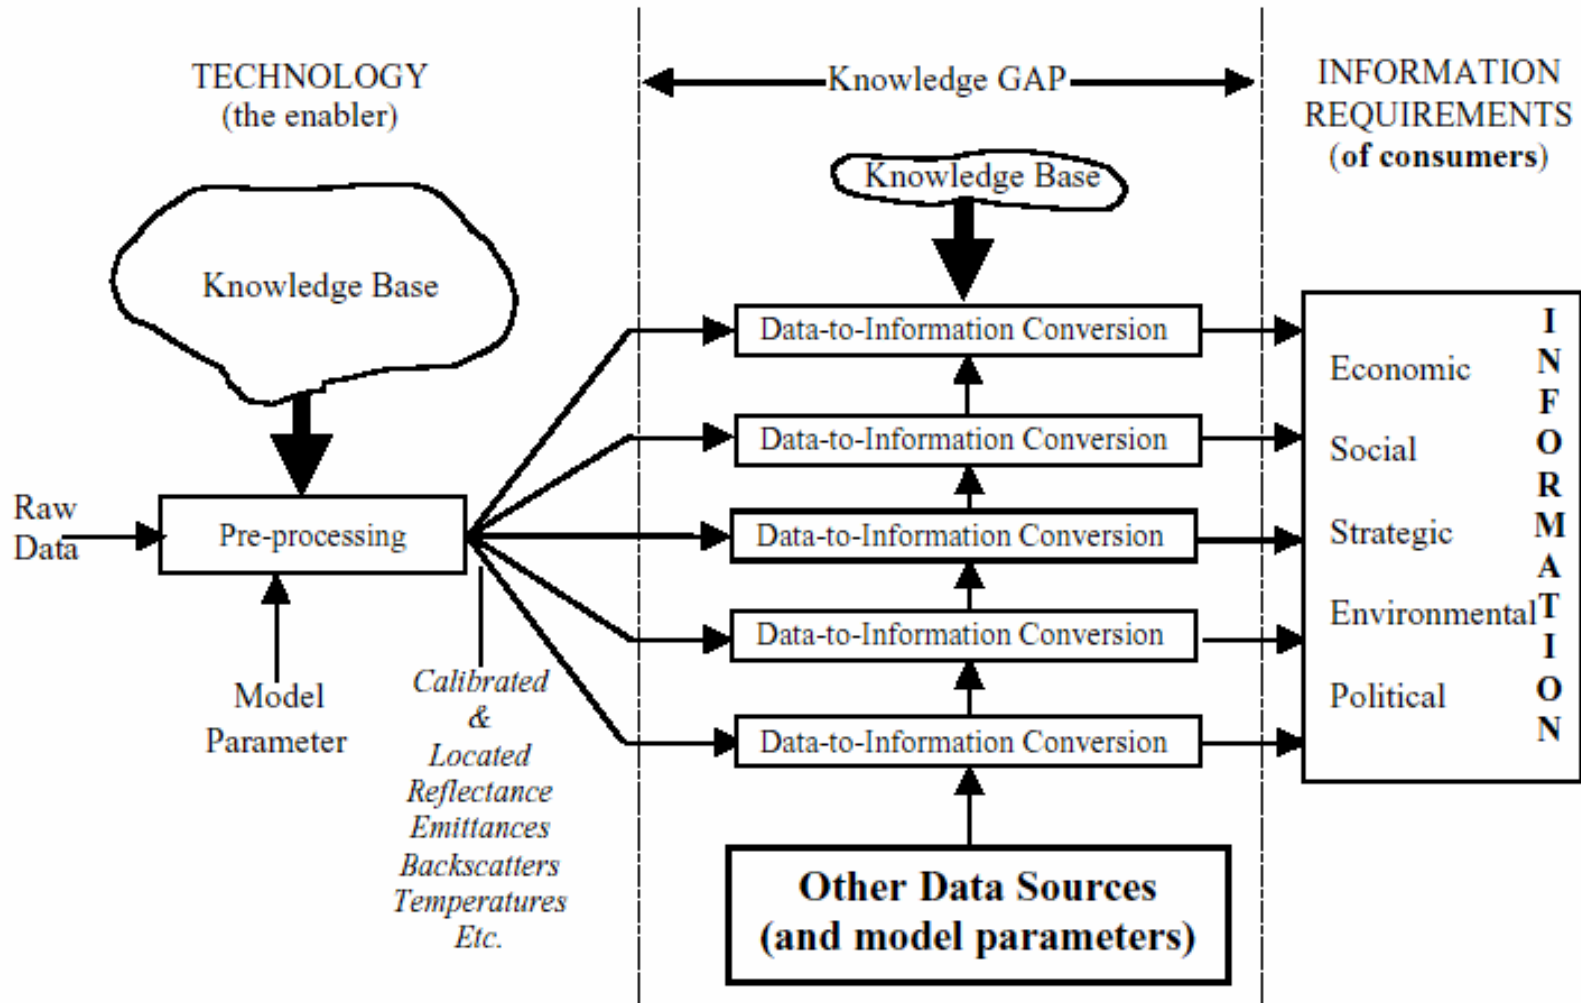 TECHNOLOGY
(the enabler)
Knowledge Base
Raw
Data
Pre-processing
Model
Parameter
Calibrated
&
Located
Reflectance
Emittances
Backscatters
Temperatures
Etc.
Knowledge GAP
Knowledge Base
Data-to-Information Conversion
Data-to-Information Conversion
Data-to-Information Conversion
Data-to-Information Conversion
Data-to-Information Conversion
Other Data Sources
(and model parameters)
INFORMATION
REQUIREMENTS
(of consumers)
Economic
Social
Strategic
Environmental
Political
INFORMATION